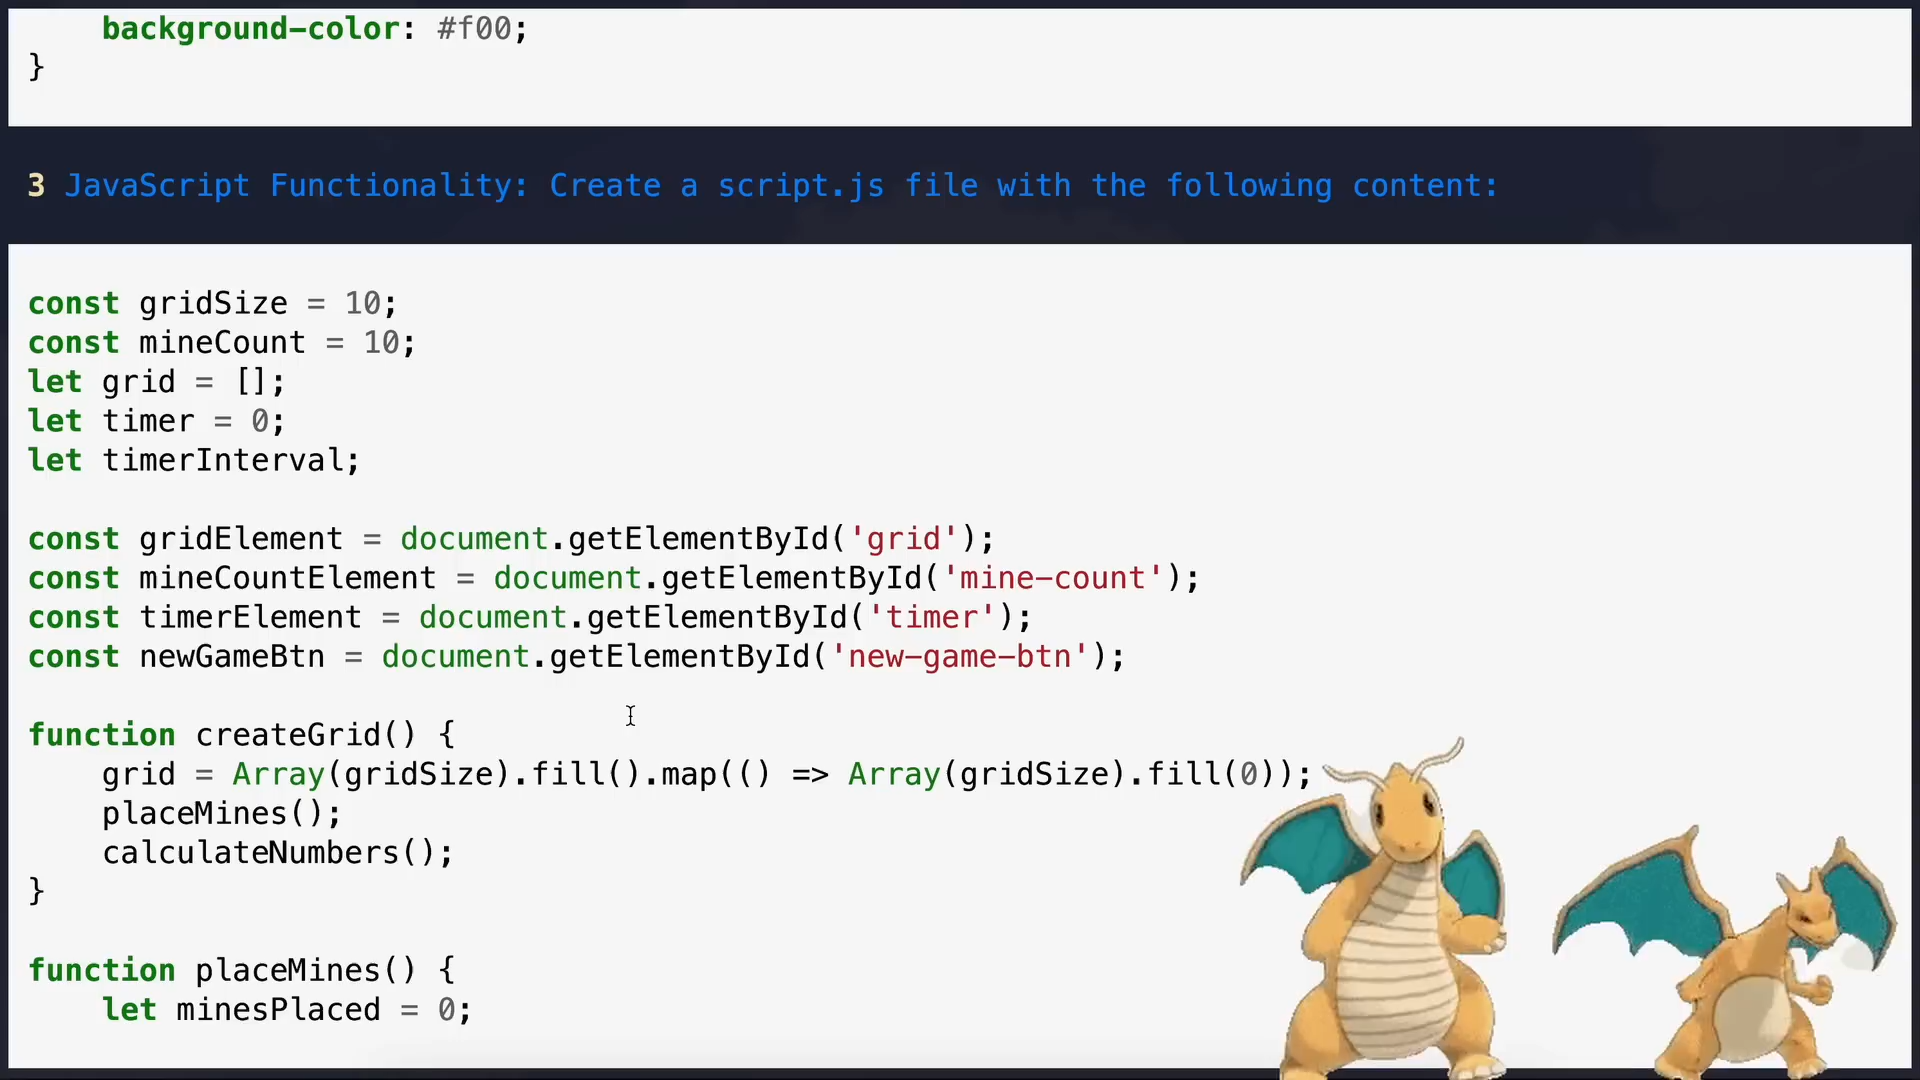 background-color: #f00;
}
3 JavaScript Functionality: Create a script.js file with the following content:
const gridSize = 10;
const mineCount = 10;
let grid = [];
let timer = 0;
let timerInterval;
const gridElement = document.getElementById('grid');
const mineCountElement = document.getElementById('mine-count');
const timerElement = document.getElementById('timer');
const newGameBtn = document.getElementById('new-game-btn');
function createGrid() {
    grid = Array(gridSize).fill().map(() => Array(gridSize).fill(0));
    placeMines();
    calculateNumbers();
}
function placeMines() {
    let minesPlaced = 0;